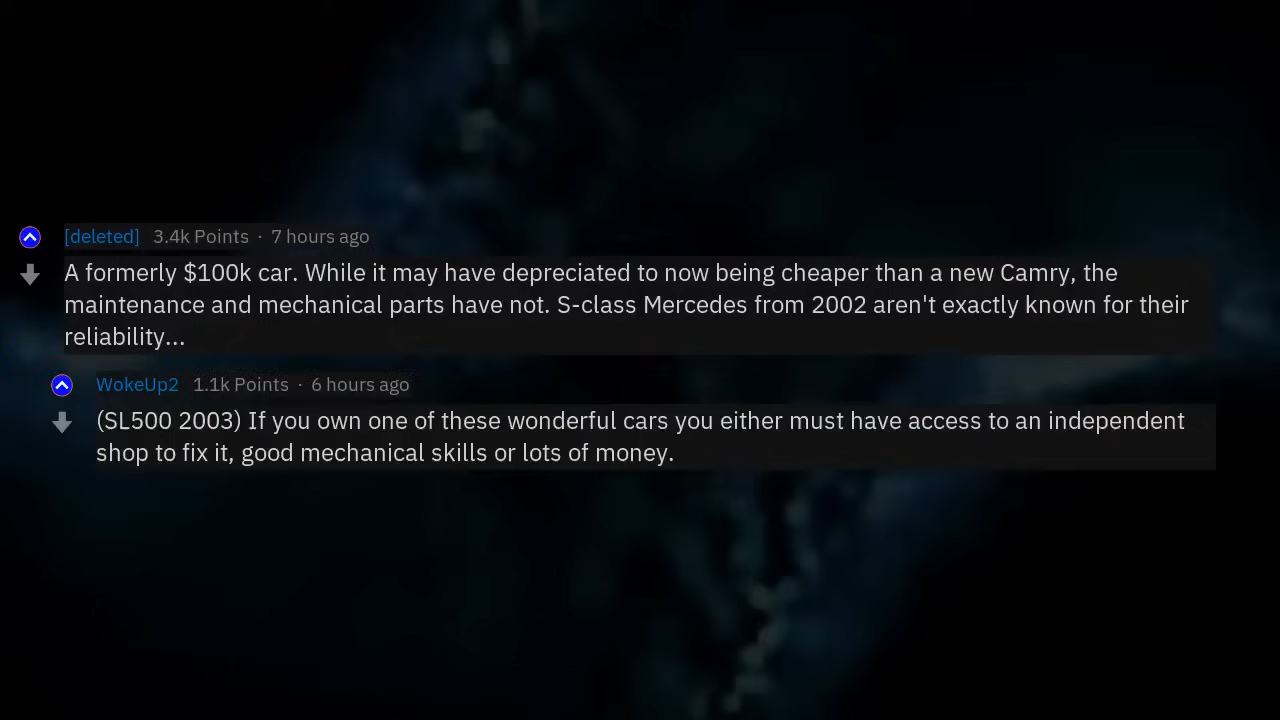 [deleted] 3.4k Points · 7 hours ago
A formerly $100k car. While it may have depreciated to now being cheaper than a new Camry, the
maintenance and mechanical parts have not. S-class Mercedes from 2002 aren't exactly known for their
reliability...
WokeUp2 1.1k Points · 6 hours ago
(SL500 2003) If you own one of these wonderful cars you either must have access to an independent
shop to fix it, good mechanical skills or lots of money.